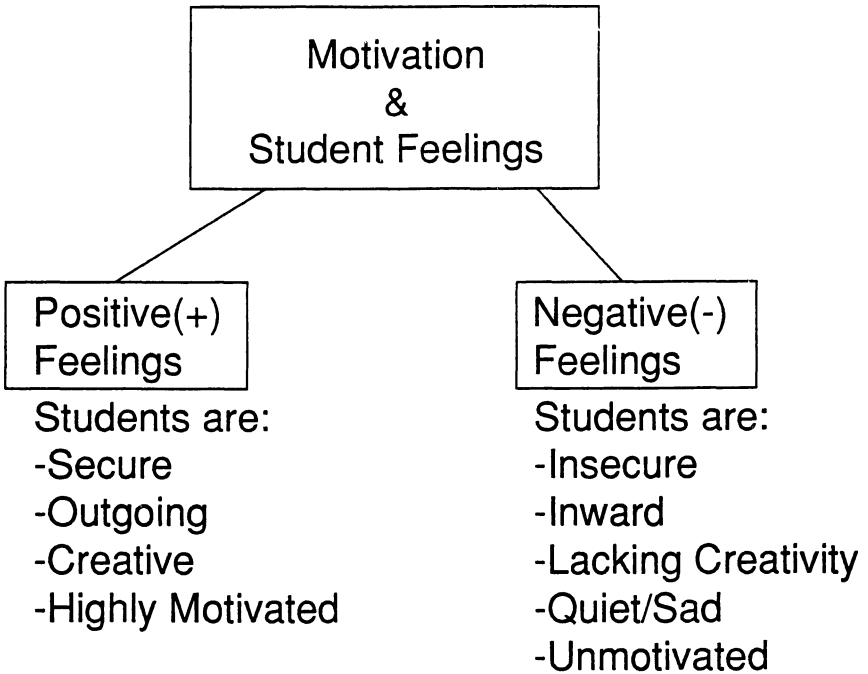 Motivation
&
Student Feelings
Positive(+)
Feelings
Students are:
-Secure
-Outgoing
-Creative
-Highly Motivated
Negative(-)
Feelings
Students are:
-Insecure
-Inward
-Lacking Creativity
-Quiet/Sad
-Unmotivated